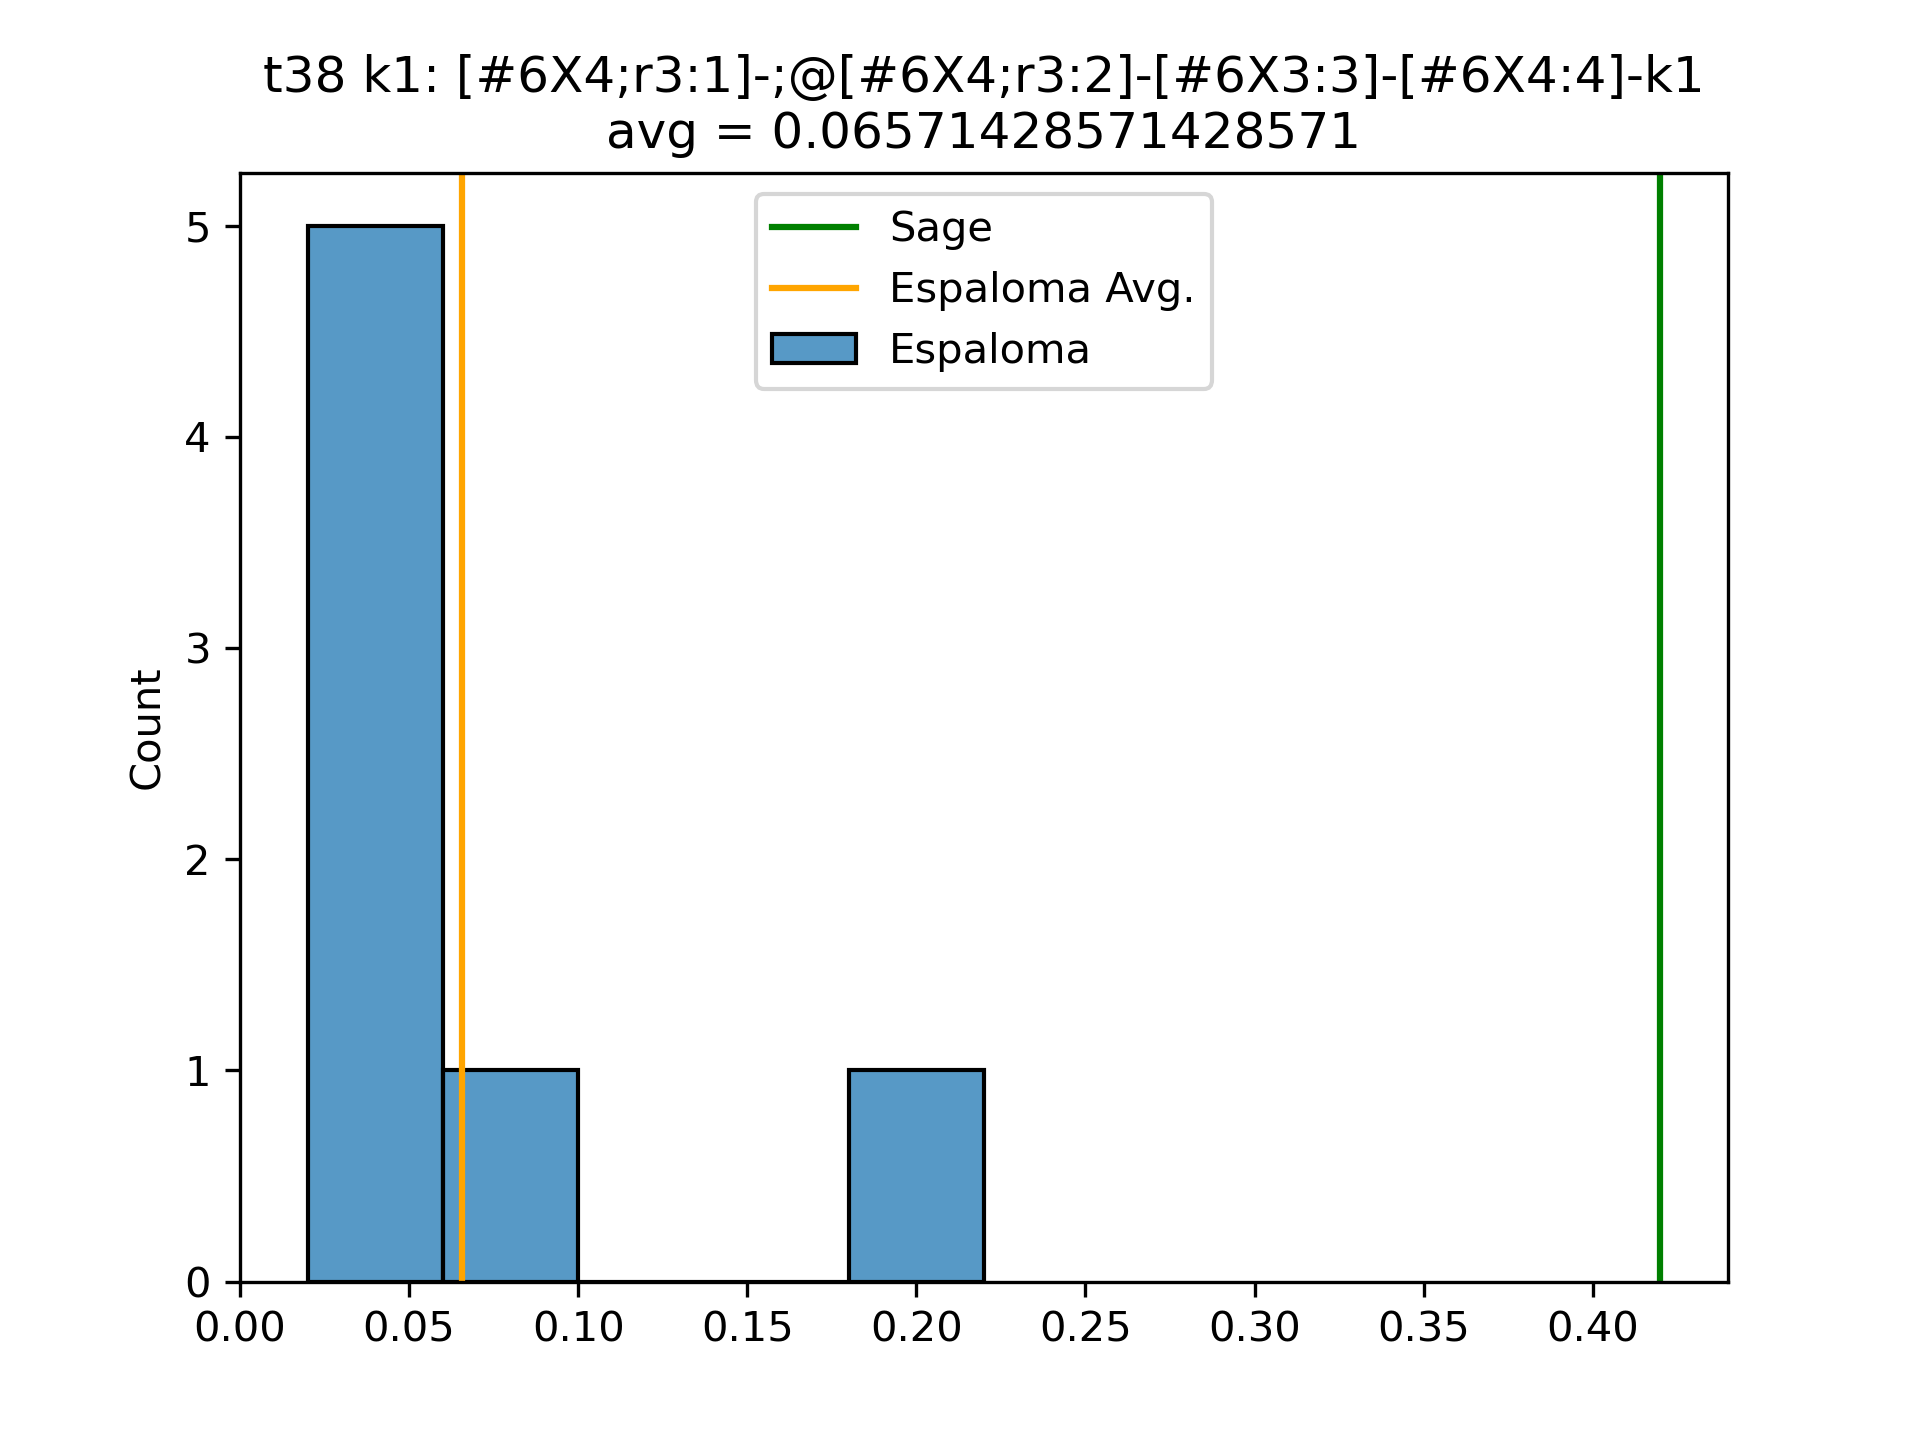 t38 k1: [#6X4;r3:1]-;@[#6X4;r3:2]-[#6X3:3]-[#6X4:4]-k1
avg = 0.06571428571428571
Sage
Espaloma Avg.
Espaloma
Count
5
4
3
2
1
0
0.00 0.05 0.10 0.15 0.20 0.25 0.30 0.35 0.40